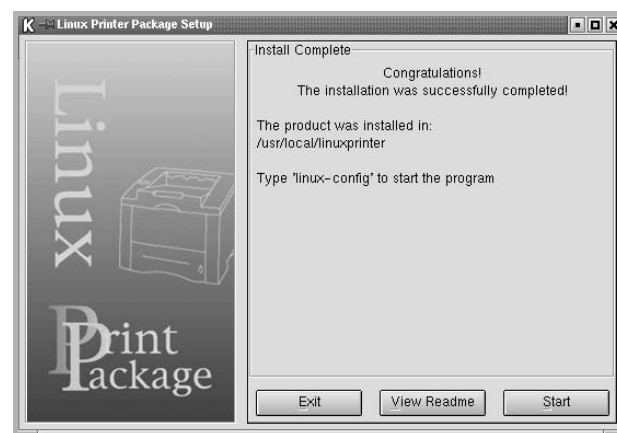 Linux Printer Package Setup
Linux
Print
Package
Install Complete
Congratulations!
The installation was successfully completed!
The product was installed in:
/usr/local/linuxprinter
Type 'linux-config' to start the program
Exit
View Readme
Start